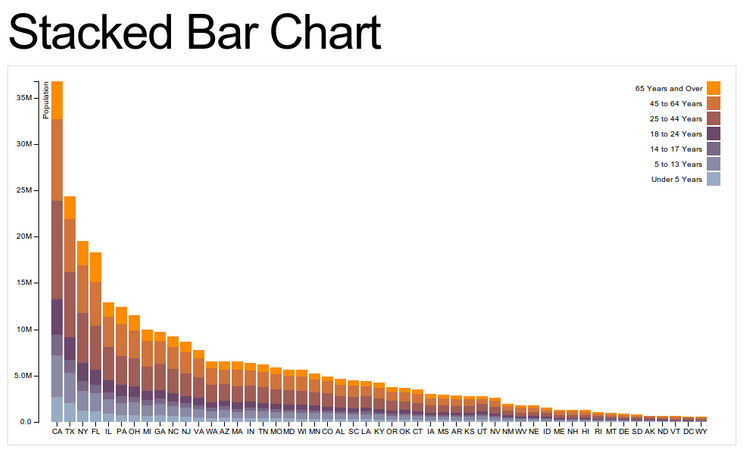 Stacked Bar Chart
Population
35M
30M
25M
20M
15M
10M
5.0M
0.0
65 Years and Over
45 to 64 Years
25 to 44 Years
18 to 24 Years
14 to 17 Years
5 to 13 Years
Under 5 Years
CA TX NY FL IL PA OH MI GA NC NJ VA WA AZ MA IN TN MO MD WI MN CO AL SC LA KY OR OK CT IA MS AR KS UT NV NM WV NE ID ME NH HI RI MT DE SD AK ND VT DC WY